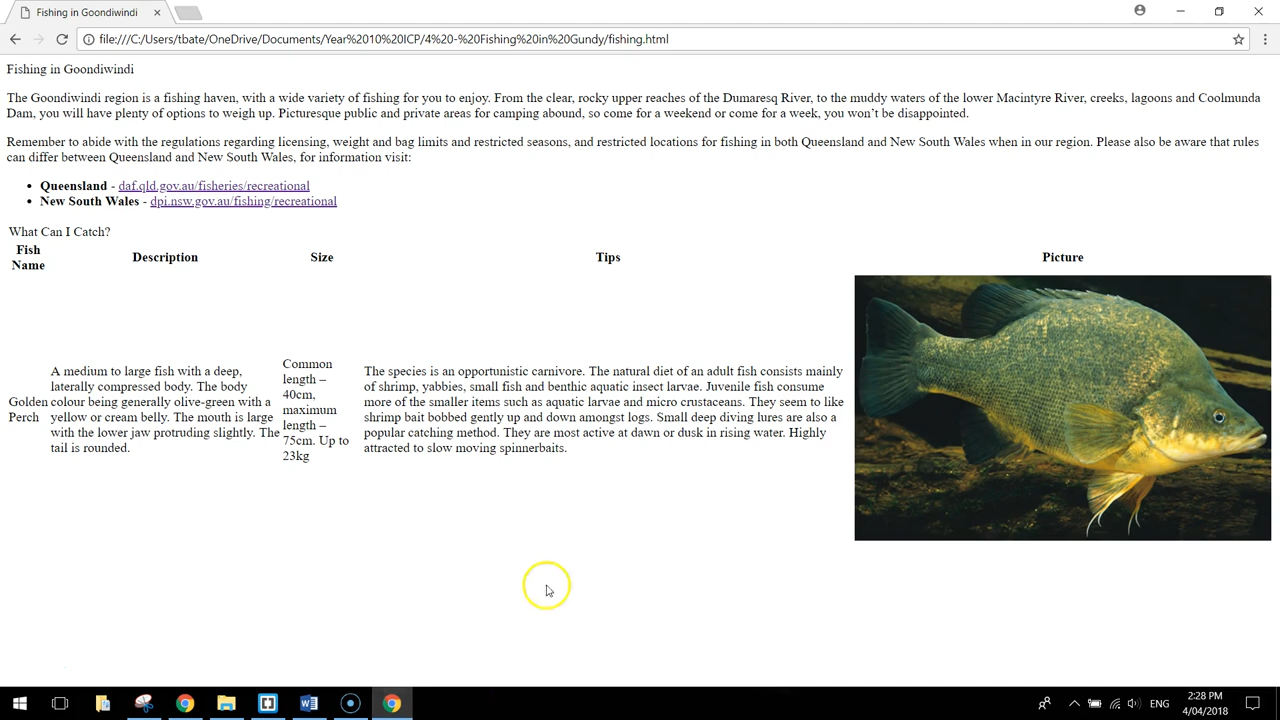 Fishing in Goondiwindi
file:///C:/Users/tbate/OneDrive/Documents/Year%2010%20ICP/4%20-%20Fishing%20in%20Gundy/fishing.html
Fishing in Goondiwindi
The Goondiwindi region is a fishing haven, with a wide variety of fishing for you to enjoy. From the clear, rocky upper reaches of the Dumaresq River, to the muddy waters of the lower Macintyre River, creeks, lagoons and Coolmunda
Dam, you will have plenty of options to weigh up. Picturesque public and private areas for camping abound, so come for a weekend or come for a week, you won’t be disappointed.
Remember to abide with the regulations regarding licensing, weight and bag limits and restricted seasons, and restricted locations for fishing in both Queensland and New South Wales when in our region. Please also be aware that rules
can differ between Queensland and New South Wales, for information visit:
• Queensland - daf.qld.gov.au/fisheries/recreational
• New South Wales - dpi.nsw.gov.au/fishing/recreational
What Can I Catch?
Fish
Name
Description
Size
Tips
Picture
Golden
Perch
A medium to large fish with a deep,
laterally compressed body. The body
colour being generally olive-green with a
yellow or cream belly. The mouth is large
with the lower jaw protruding slightly. The
tail is rounded.
Common
length –
40cm,
maximum
length –
75cm. Up to
23kg
The species is an opportunistic carnivore. The natural diet of an adult fish consists mainly
of shrimp, yabbies, small fish and benthic aquatic insect larvae. Juvenile fish consume
more of the smaller items such as aquatic larvae and micro crustaceans. They seem to like
shrimp bait bobbed gently up and down amongst logs. Small deep diving lures are also a
popular catching method. They are most active at dawn or dusk in rising water. Highly
attracted to slow moving spinnerbaits.
ENG
2:28 PM
4/04/2018